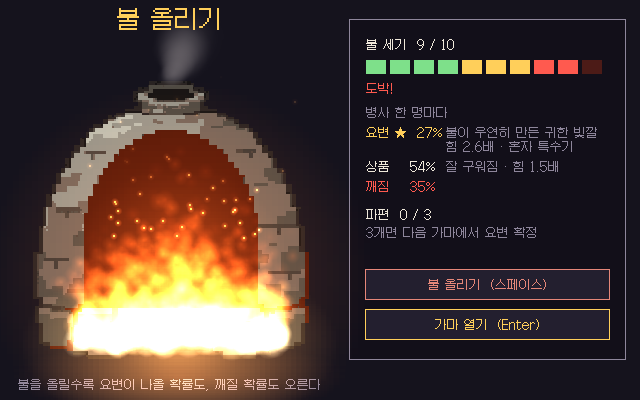 불 올리기
불 세기 9 / 10
도박!
병사 한 명마다
요변 ★ 27% 불이 우연히 만든 귀한 빛깔
힘 2.6배 · 혼자 특수기
상품 54% 잘 구워짐 · 힘 1.5배
깨짐 35%
파편 0 / 3
3개면 다음 가마에서 요변 확정
불 올리기 (스페이스)
가마 열기 (Enter)
불을 올릴수록 요변이 나올 확률도, 깨질 확률도 오른다